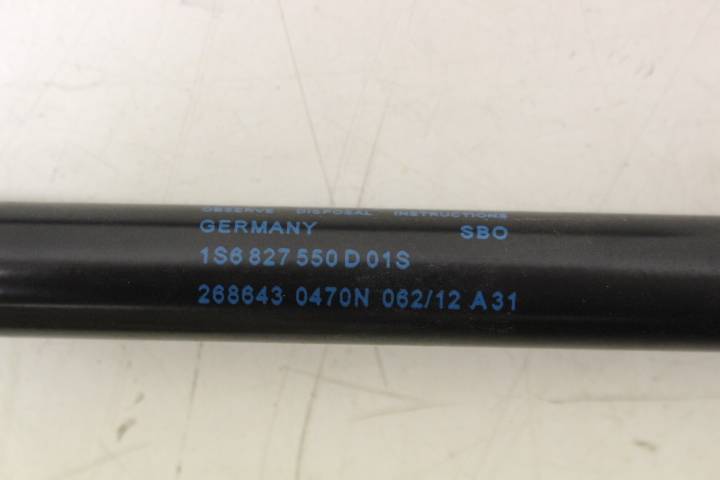 OBSERVE DISPOSAL INSTRUCTIONS
GERMANY SBO
1S6 827 550 D 01S
268643 0470N 062/12 A31